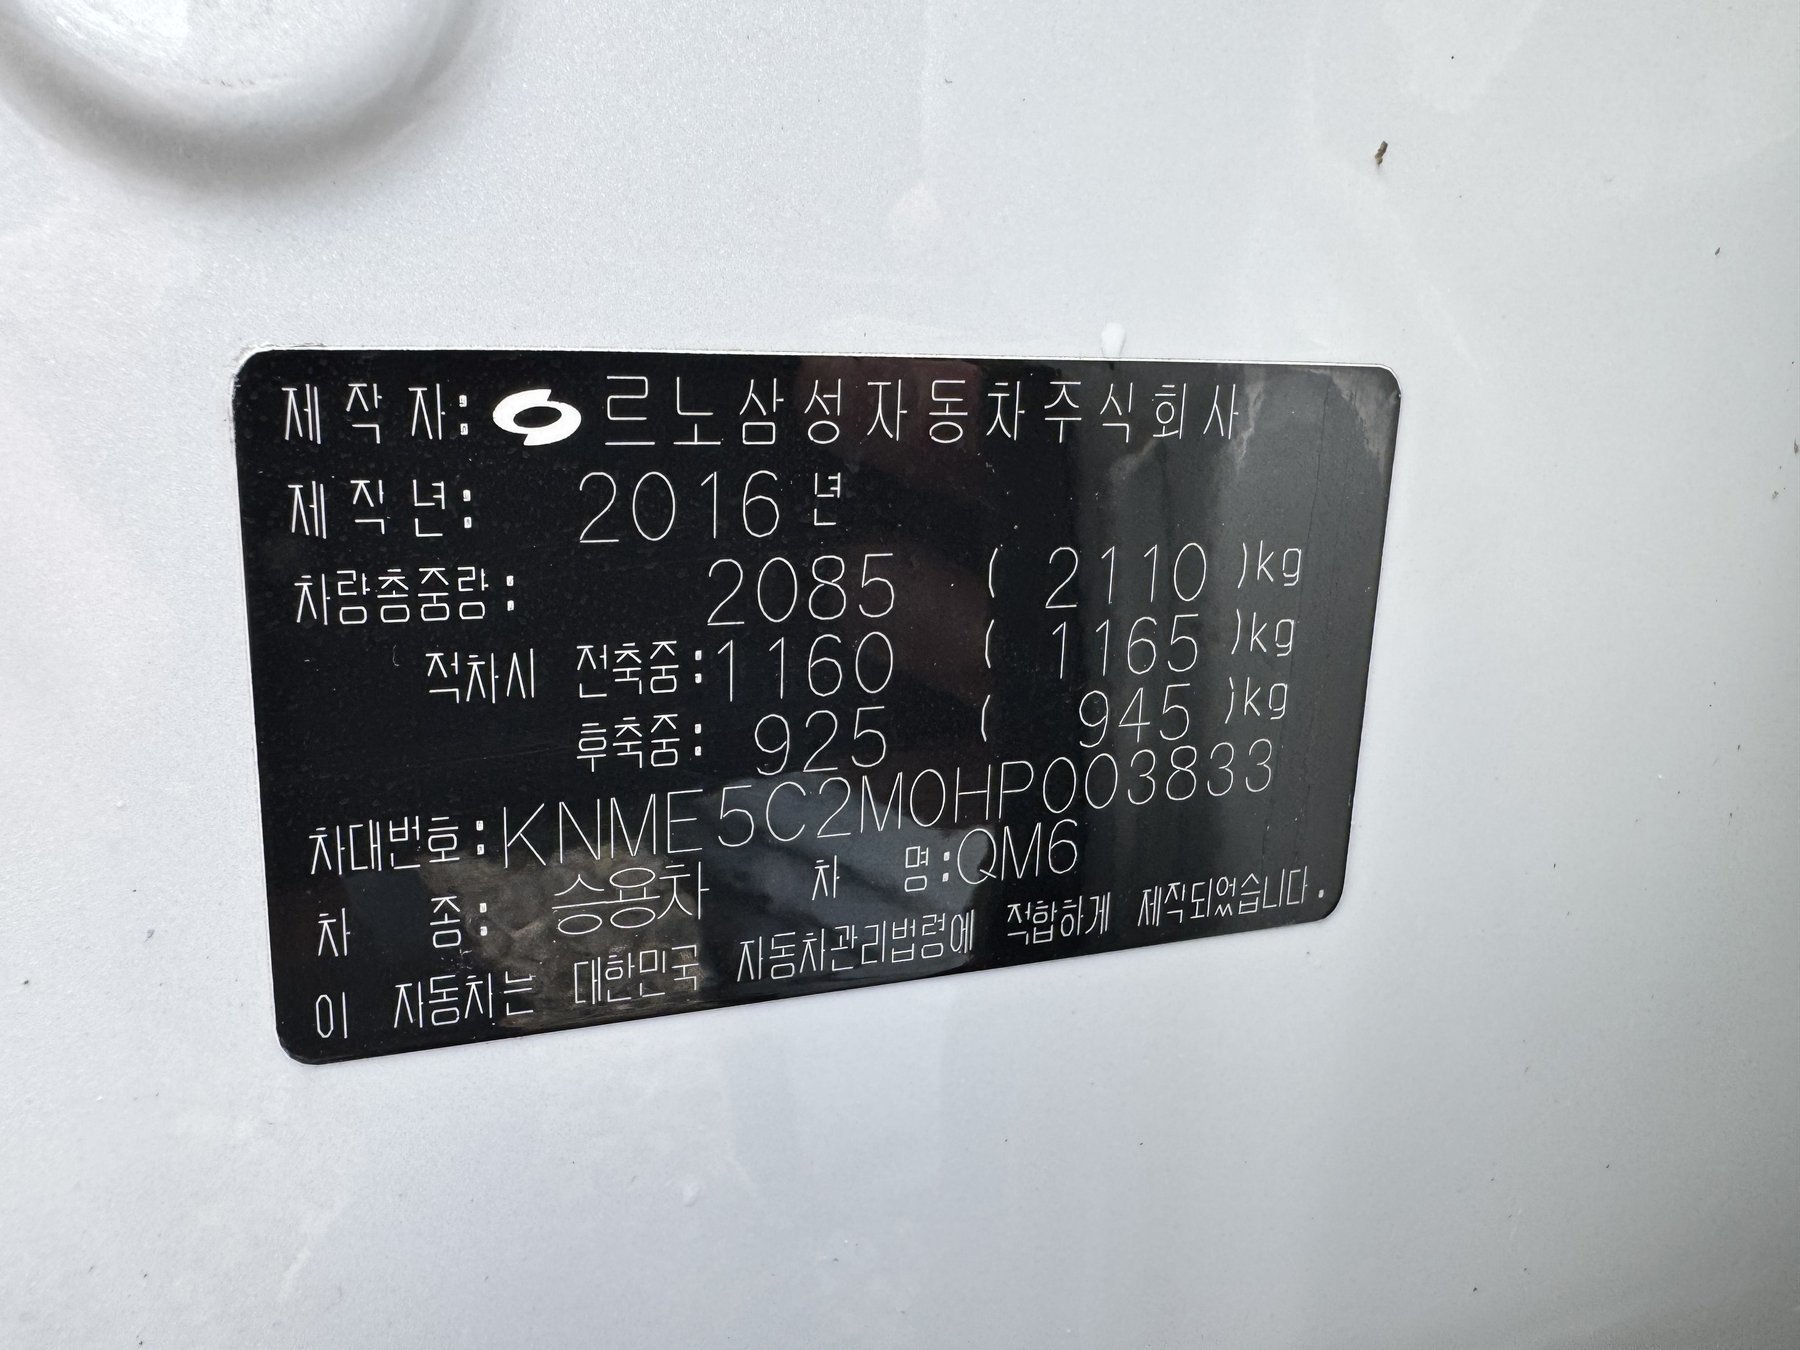 제 작 자: 르노삼성자동차주식회사
제 작 년: 2016 년
차량총중량: 2085 ( 2110 )kg
적차시 전축중: 1160 ( 1165 )kg
후축중: 925 ( 945 )kg
차대번호: KNME5C2M0HP003833
차 종: 승용차 차 명: QM6
이 자동차는 대한민국 자동차관리법령에 적합하게 제작되었습니다.